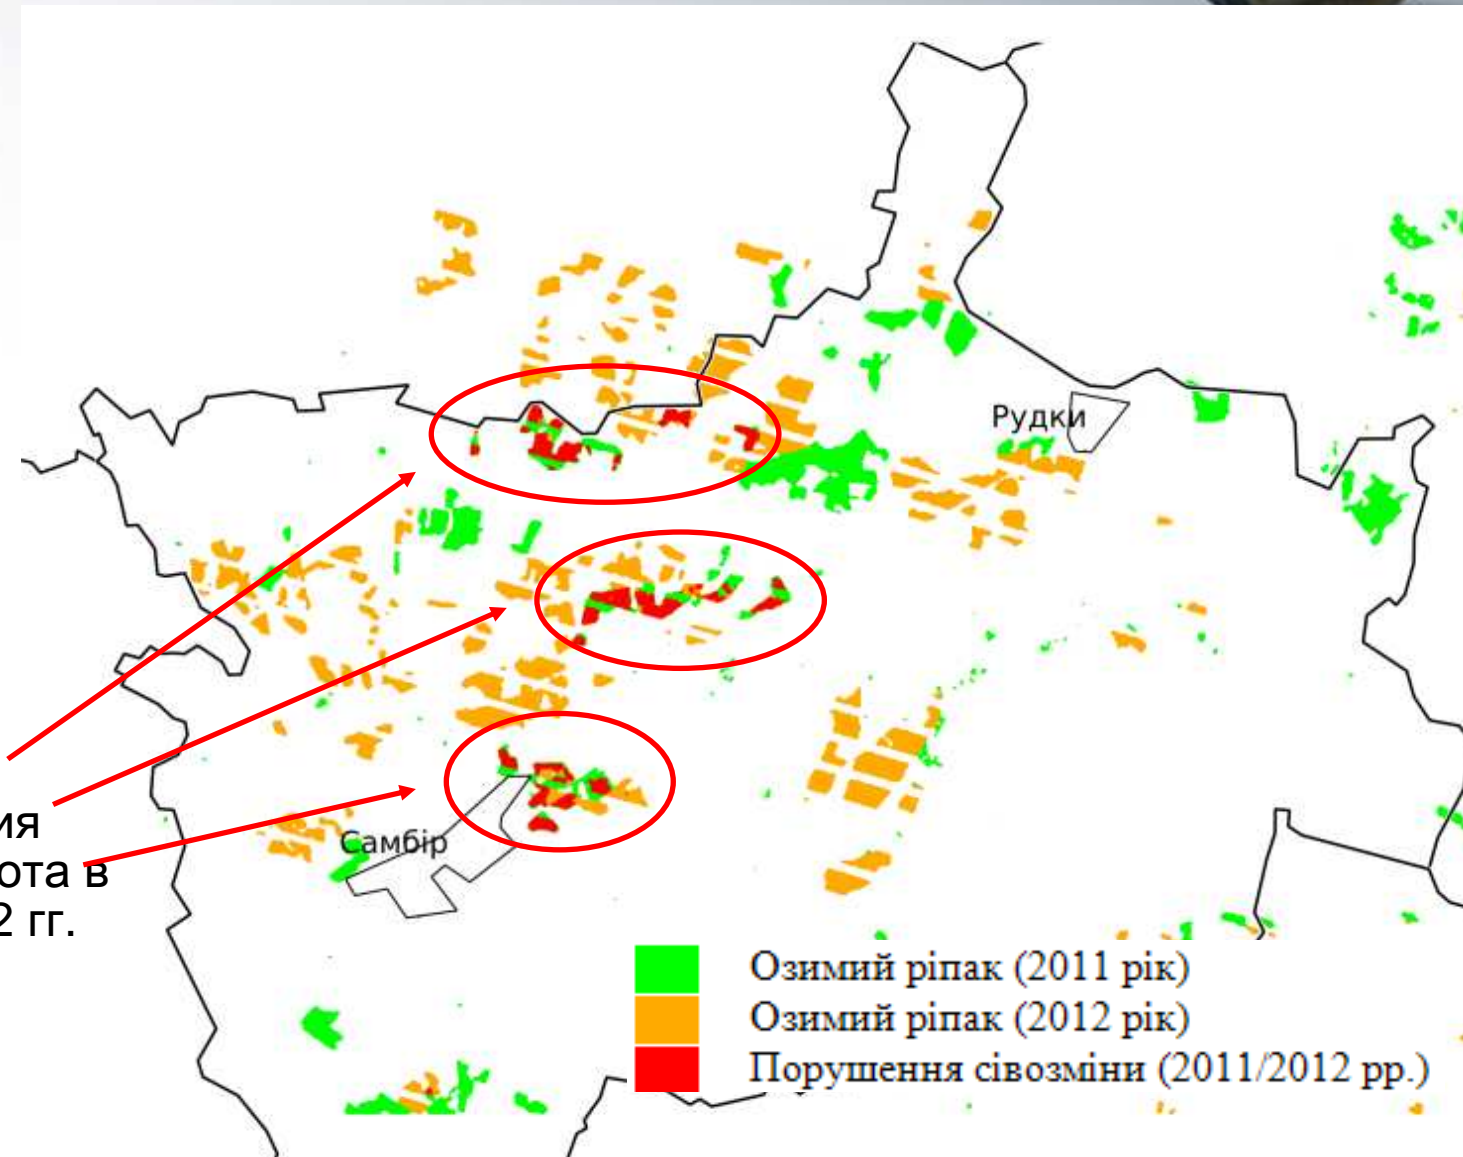 Рудки
Самбір
ия
ота в
2 гг.
Озимий ріпак (2011 рік)
Озимий ріпак (2012 рік)
Порушення сівозміни (2011/2012 рр.)